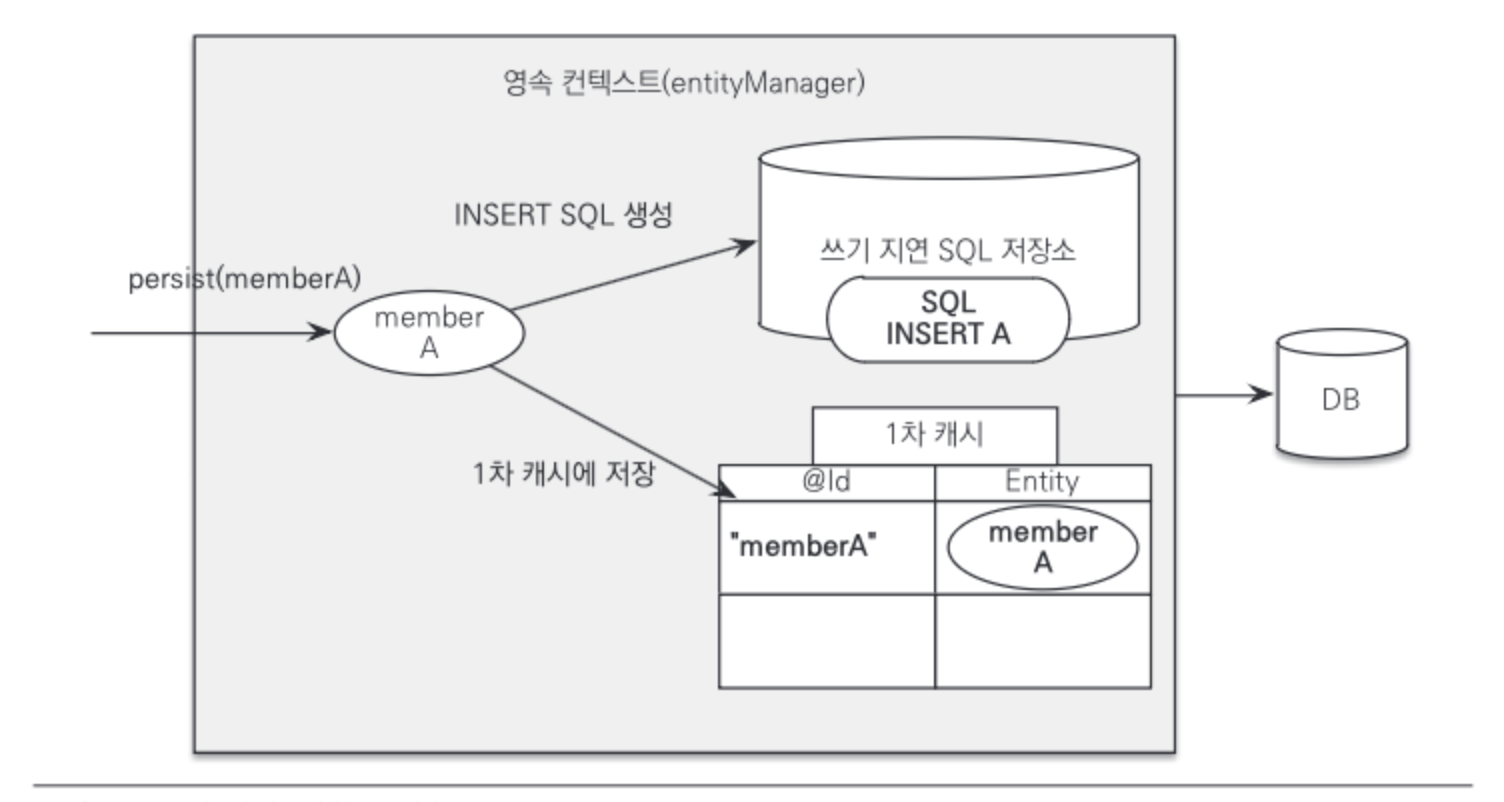 영속 컨텍스트(entityManager)
INSERT SQL 생성
persist(memberA)
member
A
쓰기 지연 SQL 저장소
SQL
INSERT A
DB
1차 캐시
1차 캐시에 저장
@Id
Entity
"memberA"
member
A